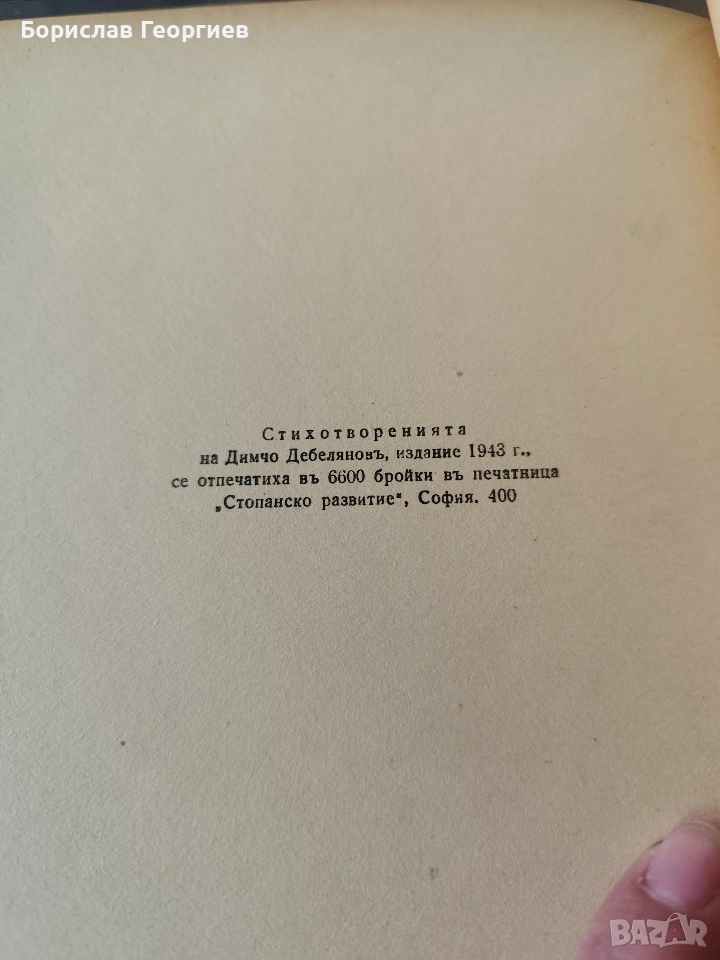 Борислав Георгиев
Стихотворенията
на Димчо Дебеляновъ, издание 1943 г.,
се отпечатиха въ 6600 бройки въ печатница
„Стопанско развитие“, София. 400
BAZAR